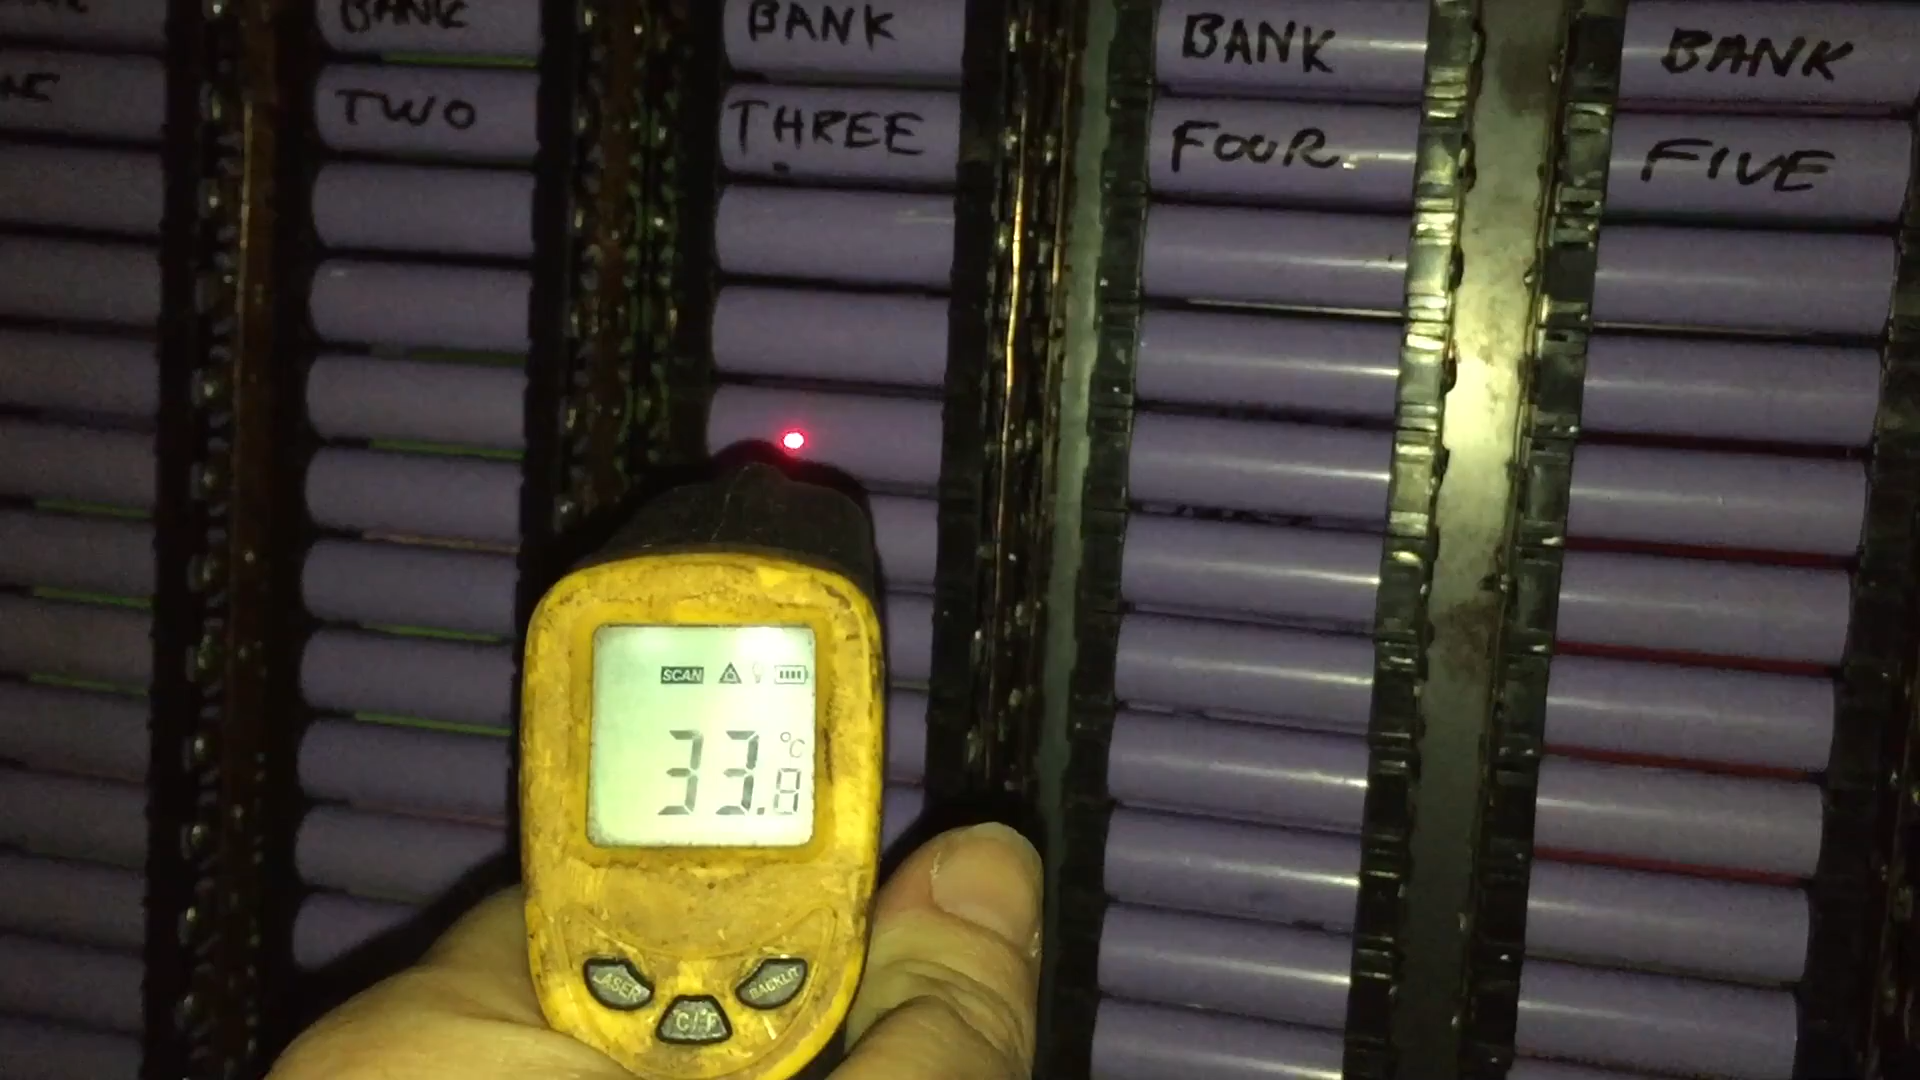 BANK
TWO
BANK
THREE
BANK
FOUR
BANK
FIVE
SCAN
33.8 °C
LASER
BACKLIT
C/F